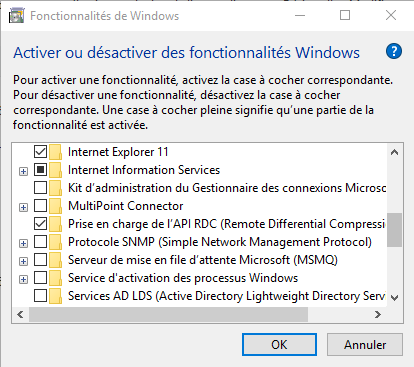 Fonctionnalités de Windows
Activer ou désactiver des fonctionnalités Windows
Pour activer une fonctionnalité, activez la case à cocher correspondante.
Pour désactiver une fonctionnalité, désactivez la case à cocher
correspondante. Une case à cocher pleine signifie qu'une partie de la
fonctionnalité est activée.
Internet Explorer 11
Internet Information Services
Kit d'administration du Gestionnaire des connexions Microsc
MultiPoint Connector
Prise en charge de l'API RDC (Remote Differential Compressi
Protocole SNMP (Simple Network Management Protocol)
Serveur de mise en file d'attente Microsoft (MSMQ)
Service d'activation des processus Windows
Services AD LDS (Active Directory Lightweight Directory Serv
OK
Annuler